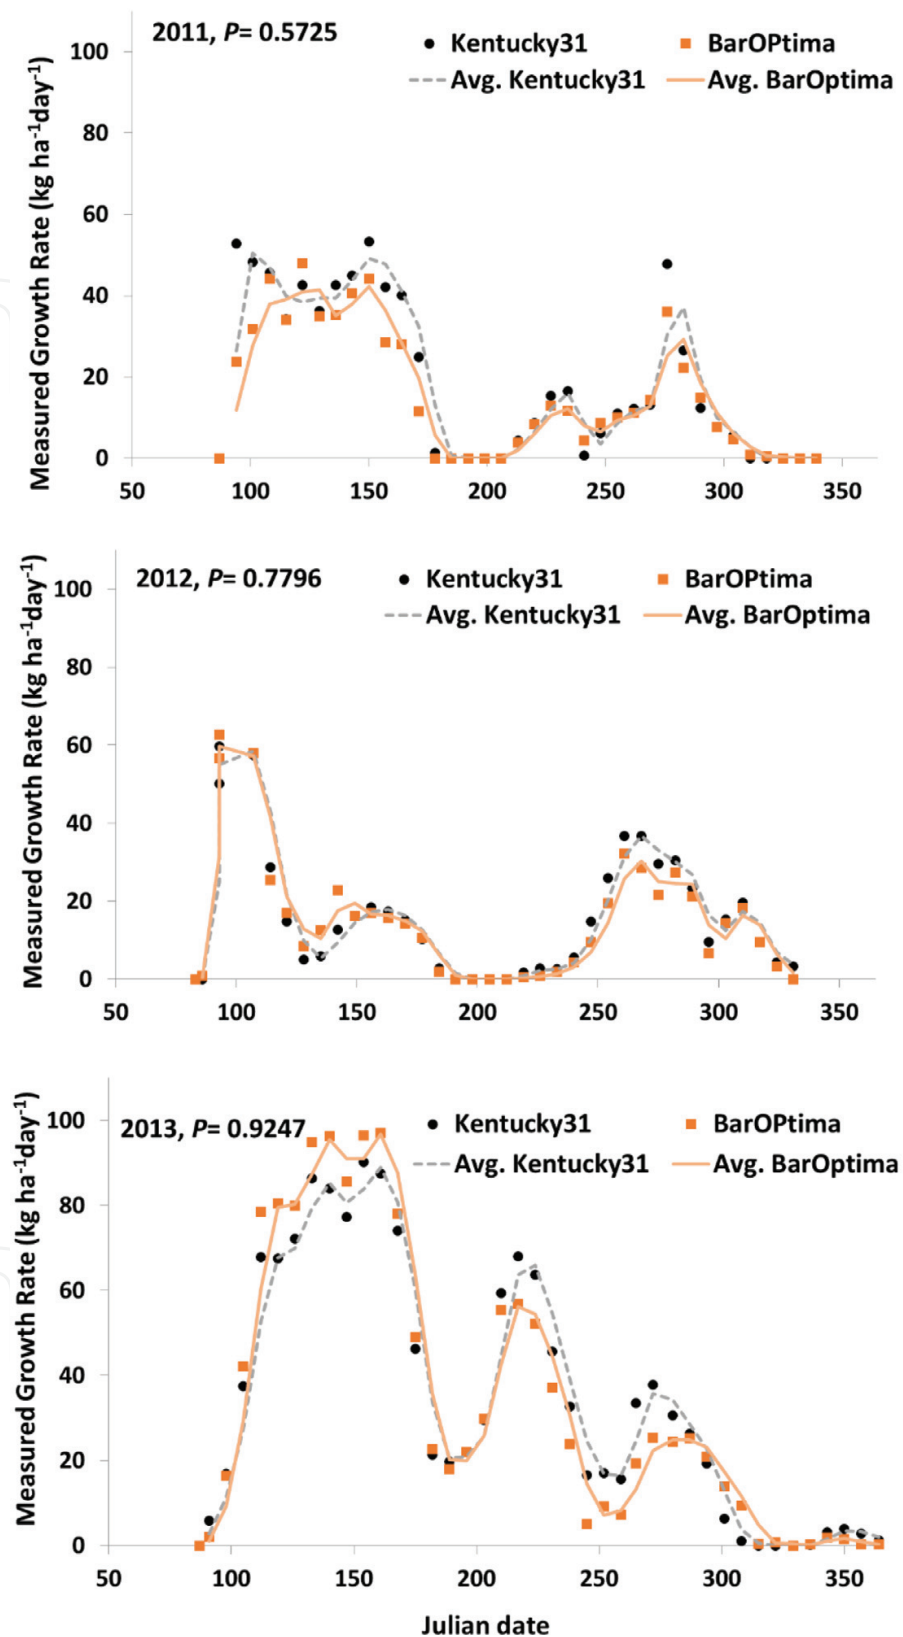 2011, P= 0.5725
Kentucky31
BarOPtima
Avg. Kentucky31
Avg. BarOptima
Measured Growth Rate (kg ha⁻¹day⁻¹)
100
80
60
40
20
0
50 100 150 200 250 300 350
2012, P= 0.7796
Kentucky31
BarOPtima
Avg. Kentucky31
Avg. BarOptima
Measured Growth Rate (kg ha⁻¹day⁻¹)
100
80
60
40
20
0
50 100 150 200 250 300 350
2013, P= 0.9247
Kentucky31
BarOPtima
Avg. Kentucky31
Avg. BarOptima
Measured Growth Rate (kg ha⁻¹day⁻¹)
100
80
60
40
20
0
50 100 150 200 250 300 350
Julian date